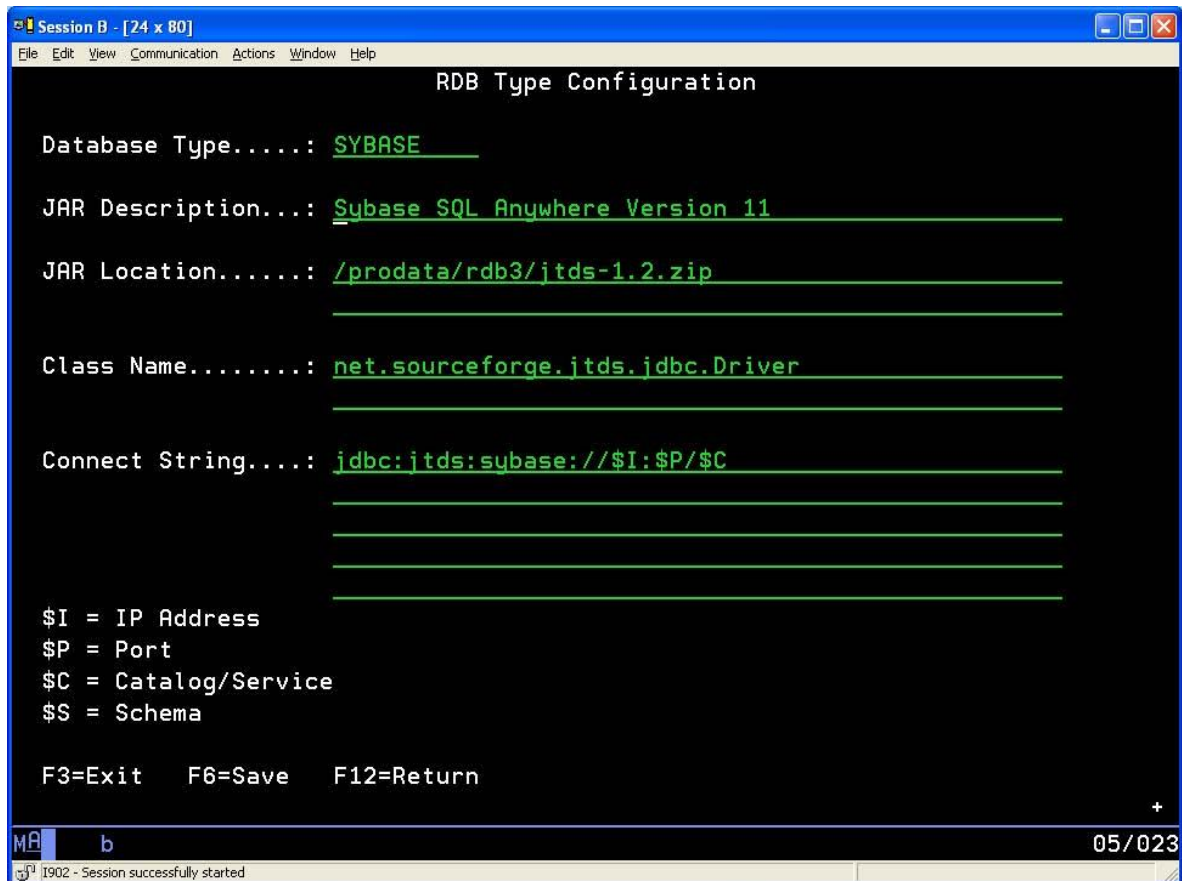 Session B - [24 x 80]
File Edit View Communication Actions Window Help
RDB Type Configuration
Database Type.....: SYBASE
JAR Description...: Sybase SQL Anywhere Version 11
JAR Location......: /prodata/rdb3/jtds-1.2.zip
Class Name........: net.sourceforge.jtds.jdbc.Driver
Connect String....: jdbc:jtds:sybase://$I:$P/$C
$I = IP Address
$P = Port
$C = Catalog/Service
$S = Schema
F3=Exit F6=Save F12=Return
+
MA b 05/023
I902 - Session successfully started